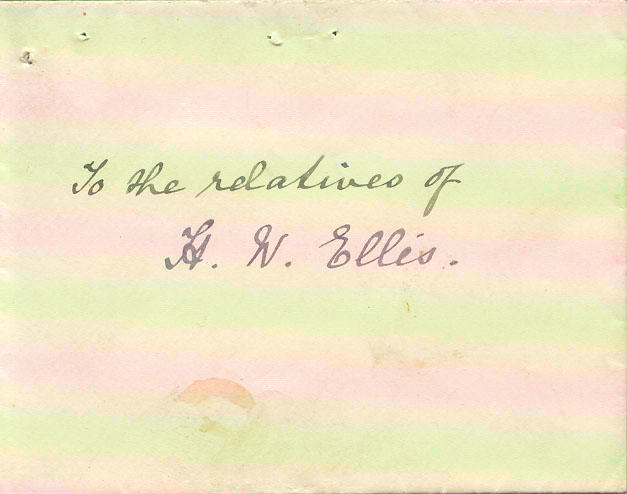 To the relatives of
H. W. Ellis.